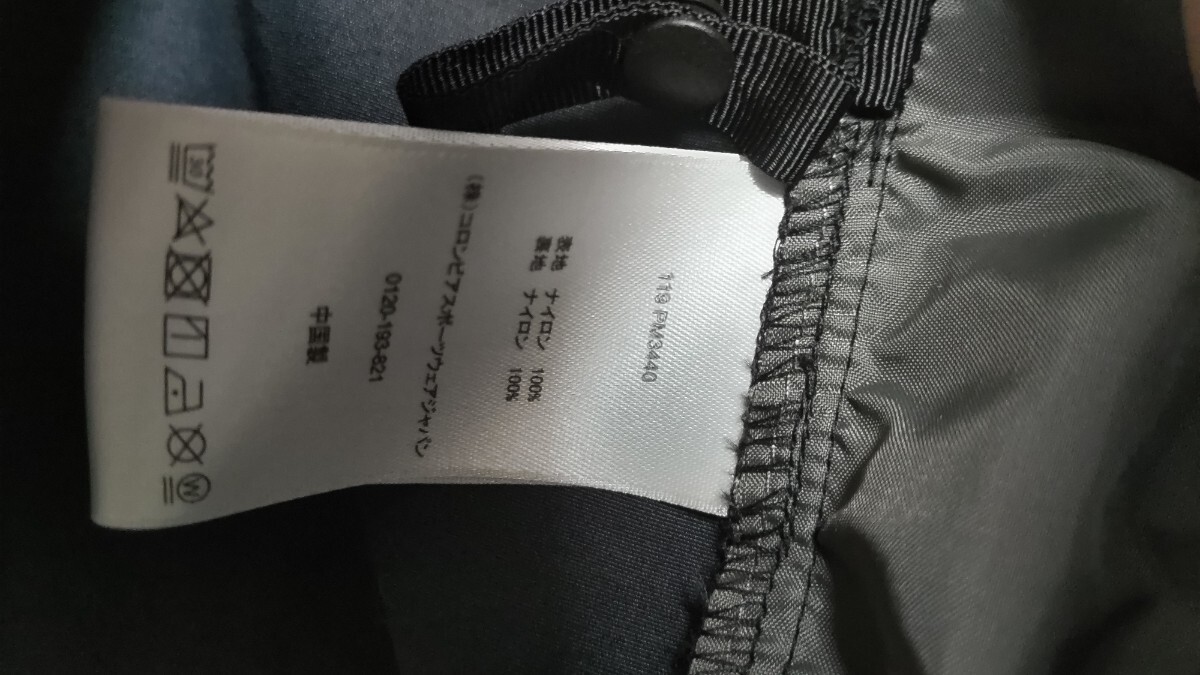 119 PM3440
表地 ナイロン 100%
裏地 ナイロン 100%
(株)コロンビアスポーツウェアジャパン
0120-193-821
中国製
30
W